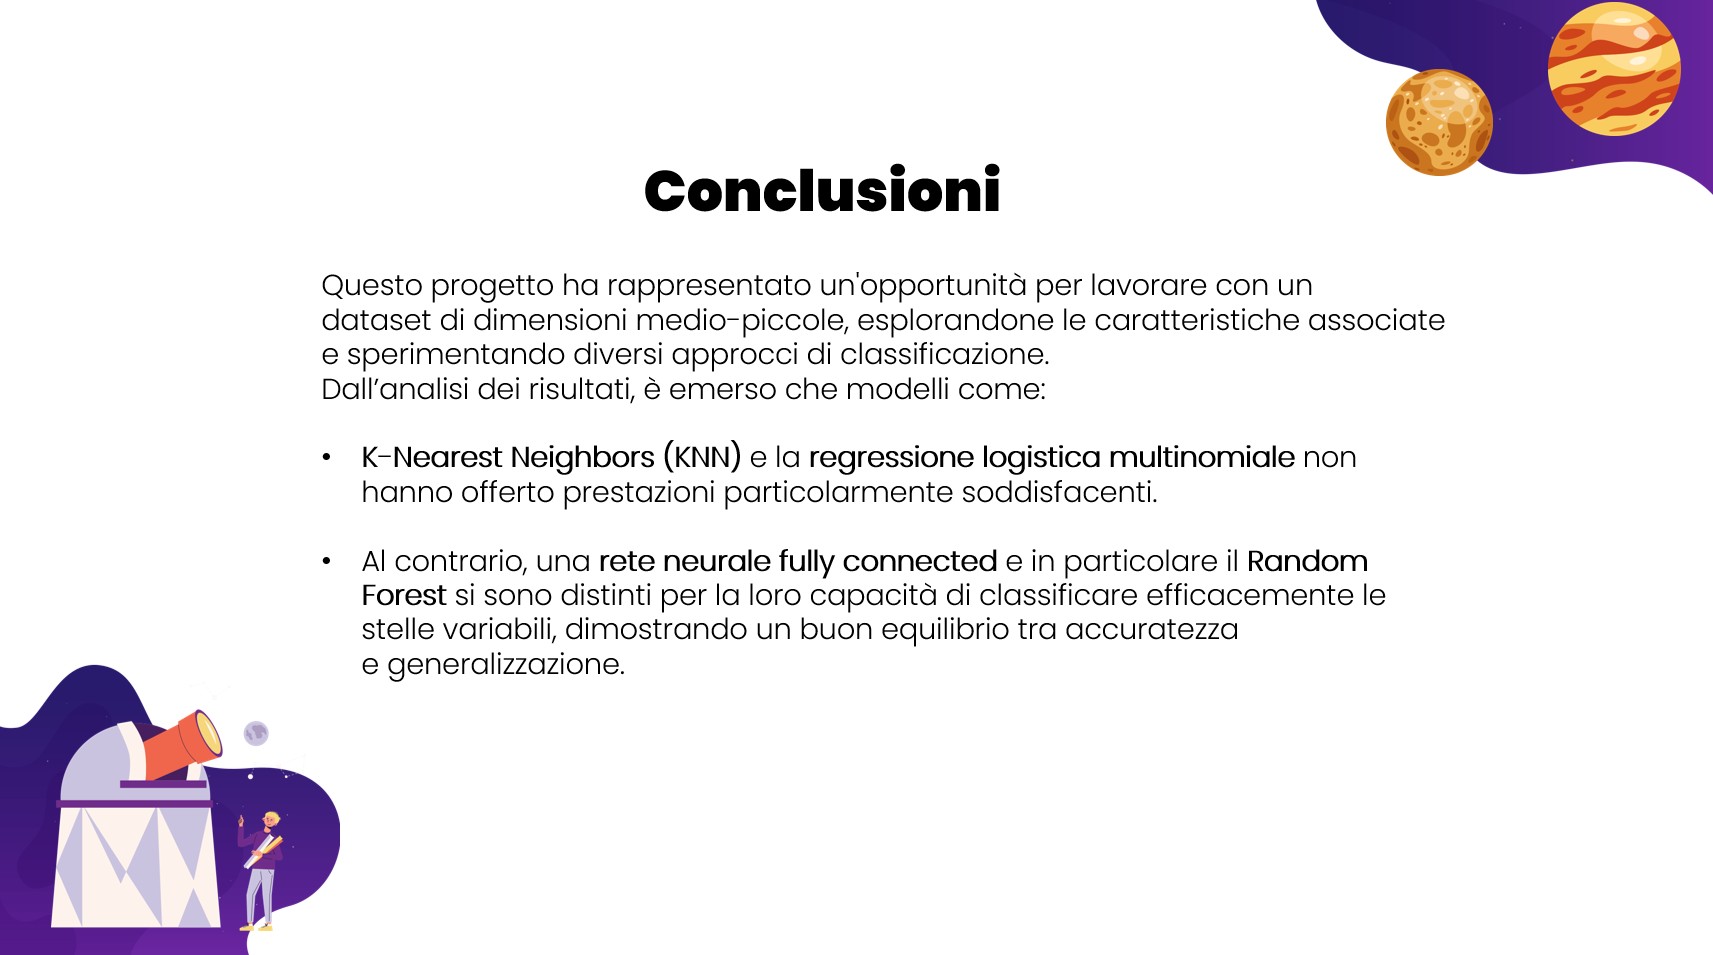 Conclusioni
Questo progetto ha rappresentato un'opportunità per lavorare con un
dataset di dimensioni medio-piccole, esplorandone le caratteristiche associate
e sperimentando diversi approcci di classificazione.
Dall’analisi dei risultati, è emerso che modelli come:
• K-Nearest Neighbors (KNN) e la regressione logistica multinomiale non
hanno offerto prestazioni particolarmente soddisfacenti.
• Al contrario, una rete neurale fully connected e in particolare il Random
Forest si sono distinti per la loro capacità di classificare efficacemente le
stelle variabili, dimostrando un buon equilibrio tra accuratezza
e generalizzazione.